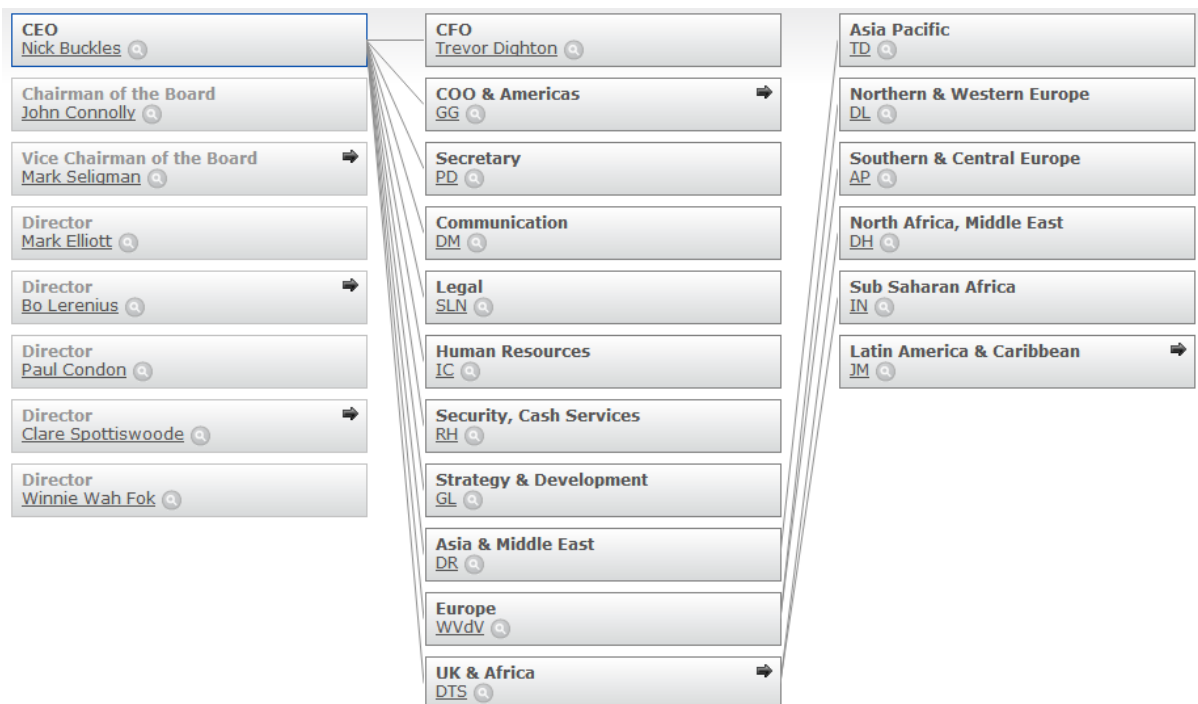 CEO
Nick Buckles
Chairman of the Board
John Connolly
Vice Chairman of the Board
Mark Seligman
Director
Mark Elliott
Director
Bo Lerenius
Director
Paul Condon
Director
Clare Spottiswoode
Director
Winnie Wah Fok
CFO
Trevor Dighton
COO & Americas
GG
Secretary
PD
Communication
DM
Legal
SLN
Human Resources
IC
Security, Cash Services
RH
Strategy & Development
GL
Asia & Middle East
DR
Europe
WVdV
UK & Africa
DTS
Asia Pacific
TD
Northern & Western Europe
DL
Southern & Central Europe
AP
North Africa, Middle East
DH
Sub Saharan Africa
IN
Latin America & Caribbean
JM